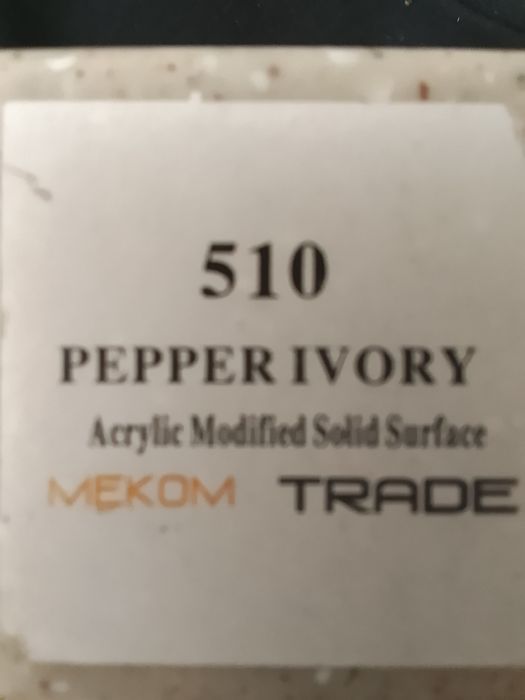 510
PEPPER IVORY
Acrylic Modified Solid Surface
MEKOM TRADE